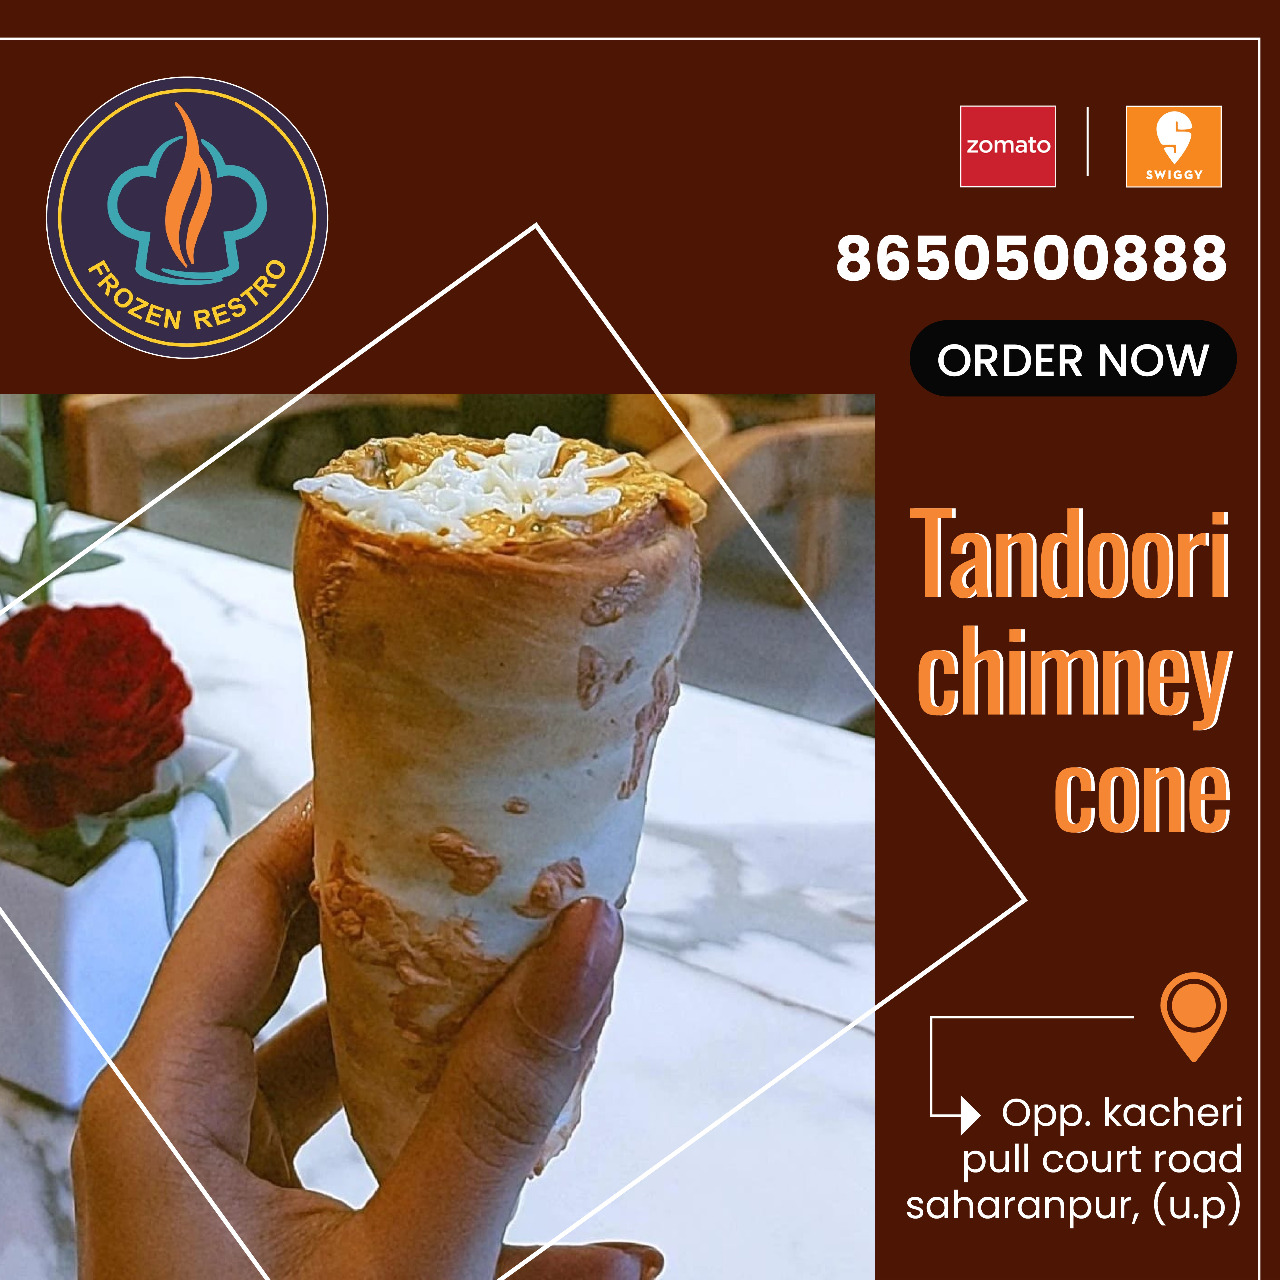 FROZEN RESTRO
zomato
SWIGGY
8650500888
ORDER NOW
Tandoori
chimney
cone
Opp. kacheri
pull court road
saharanpur, (u.p)